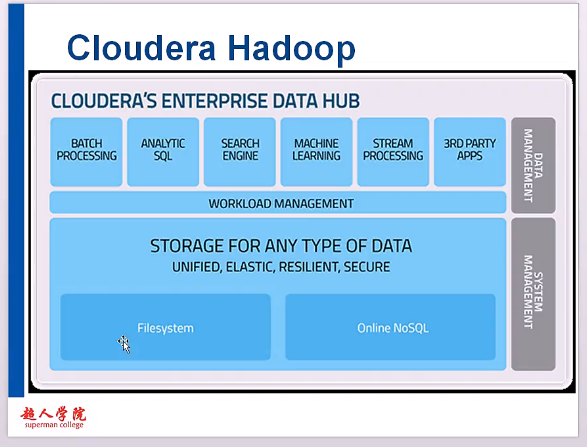 Cloudera Hadoop
CLOUDERA'S ENTERPRISE DATA HUB
BATCH
PROCESSING
ANALYTIC
SQL
SEARCH
ENGINE
MACHINE
LEARNING
STREAM
PROCESSING
3RD PARTY
APPS
DATA
MANAGEMENT
WORKLOAD MANAGEMENT
STORAGE FOR ANY TYPE OF DATA
UNIFIED, ELASTIC, RESILIENT, SECURE
Filesystem
Online NoSQL
SYSTEM
MANAGEMENT
超人学院
superman college